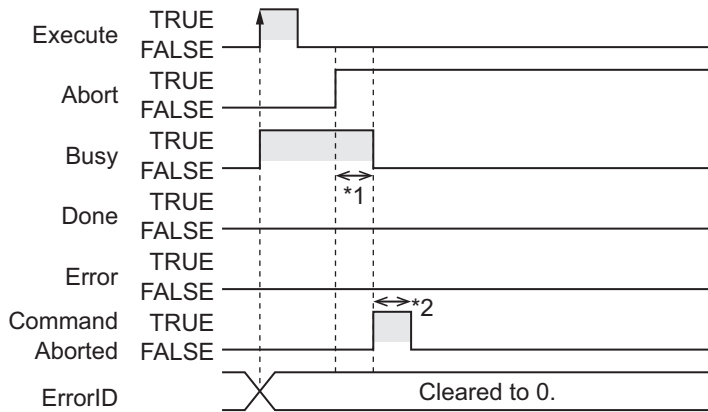 Execute TRUE
FALSE
Abort TRUE
FALSE
Busy TRUE
FALSE
*1
Done TRUE
FALSE
Error TRUE
FALSE
*2
Command TRUE
Aborted FALSE
ErrorID Cleared to 0.